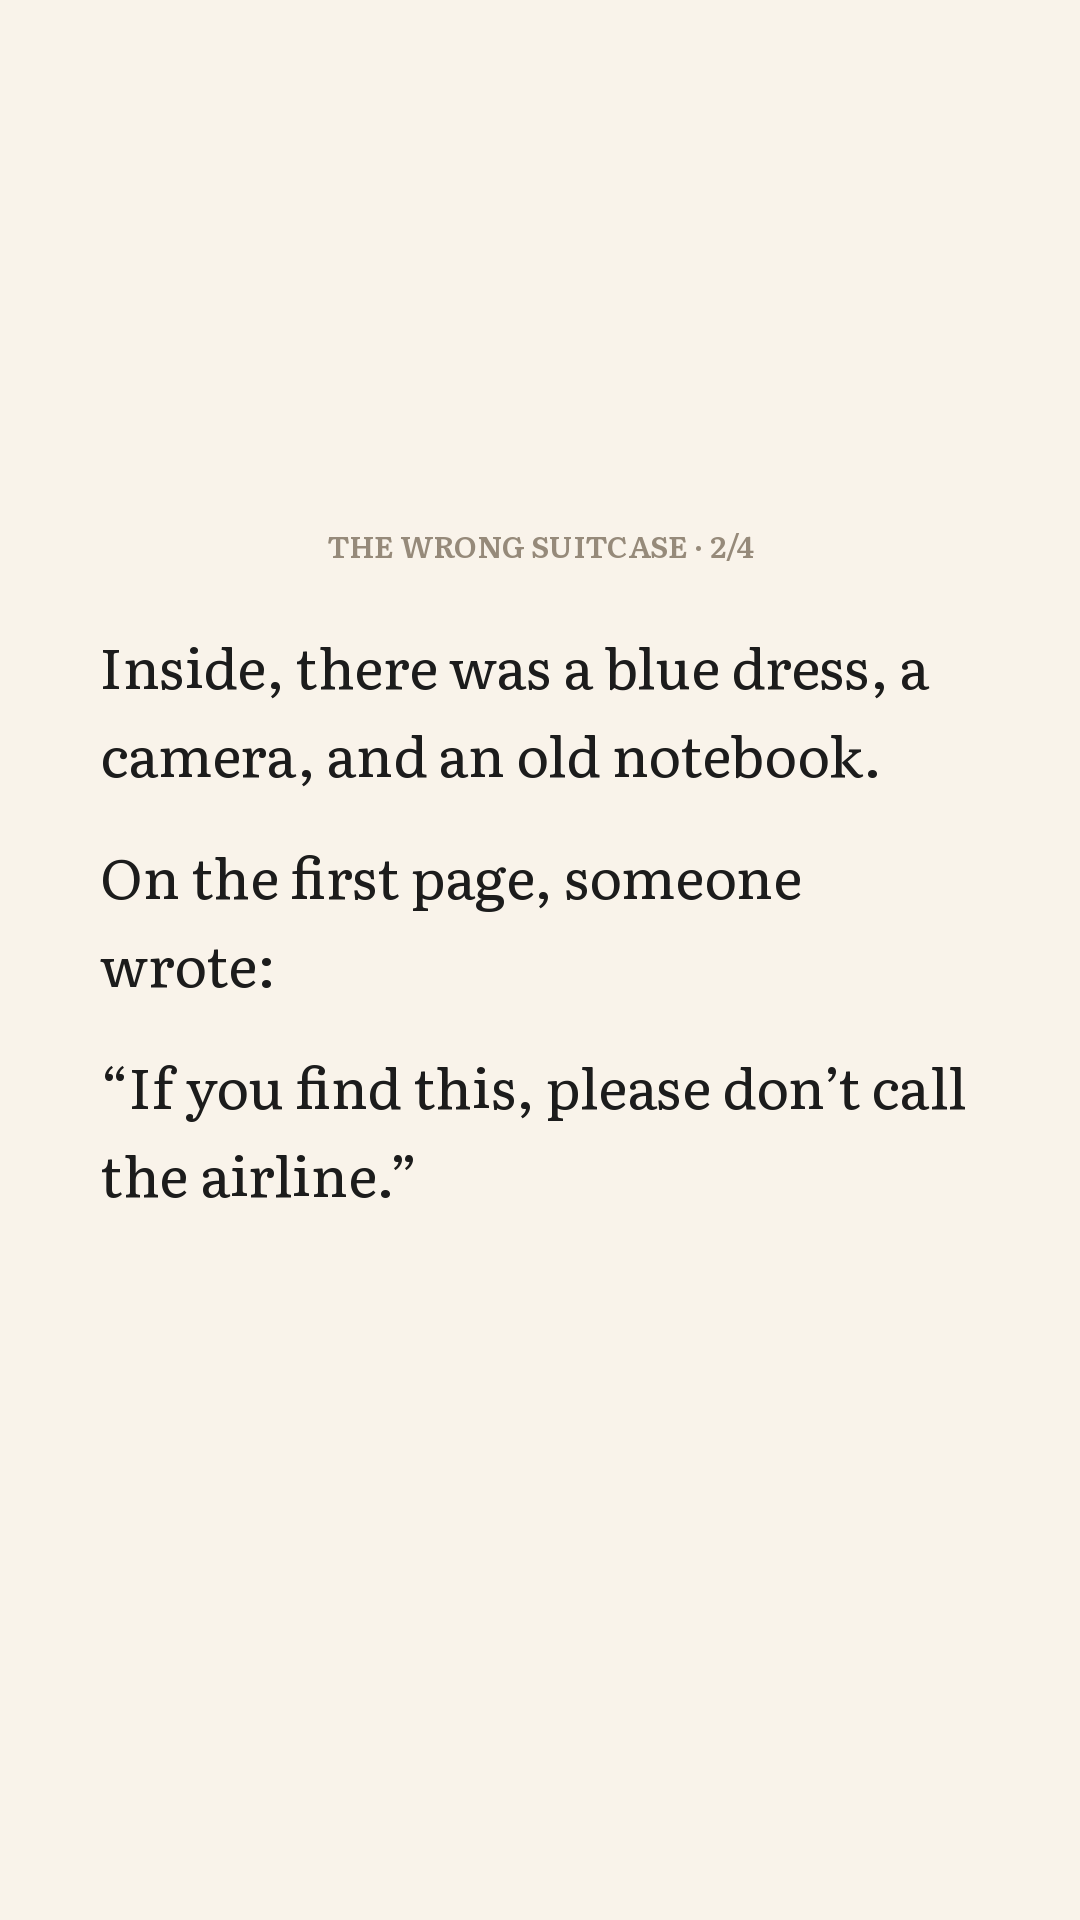 THE WRONG SUITCASE · 2/4
Inside, there was a blue dress, a
camera, and an old notebook.
On the first page, someone
wrote:
“If you find this, please don’t call
the airline.”